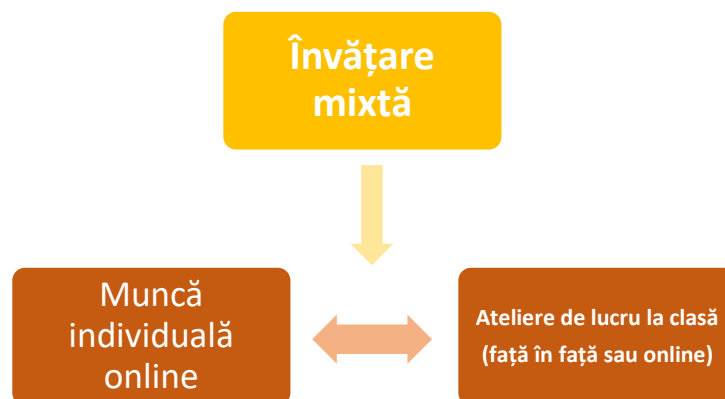 Învățare
mixtă
Muncă
individuală
online
Ateliere de lucru la clasă
(față în față sau online)